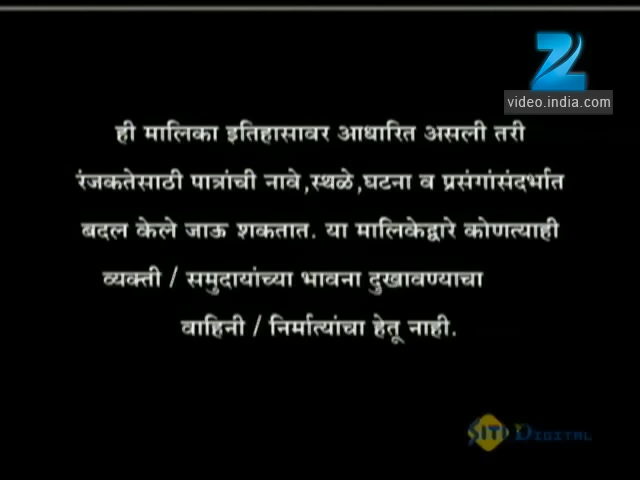 Z
video.india.com
ही मालिका इतिहासावर आधारित असली तरी
रंजकतेसाठी पात्रांची नावे,स्थळे,घटना व प्रसंगांसंदर्भात
बदल केले जाऊ शकतात. या मालिकेद्वारे कोणत्याही
व्यक्ती / समुदायांच्या भावना दुखावण्याचा
वाहिनी / निर्मात्यांचा हेतू नाही.
SITI DIGITAL